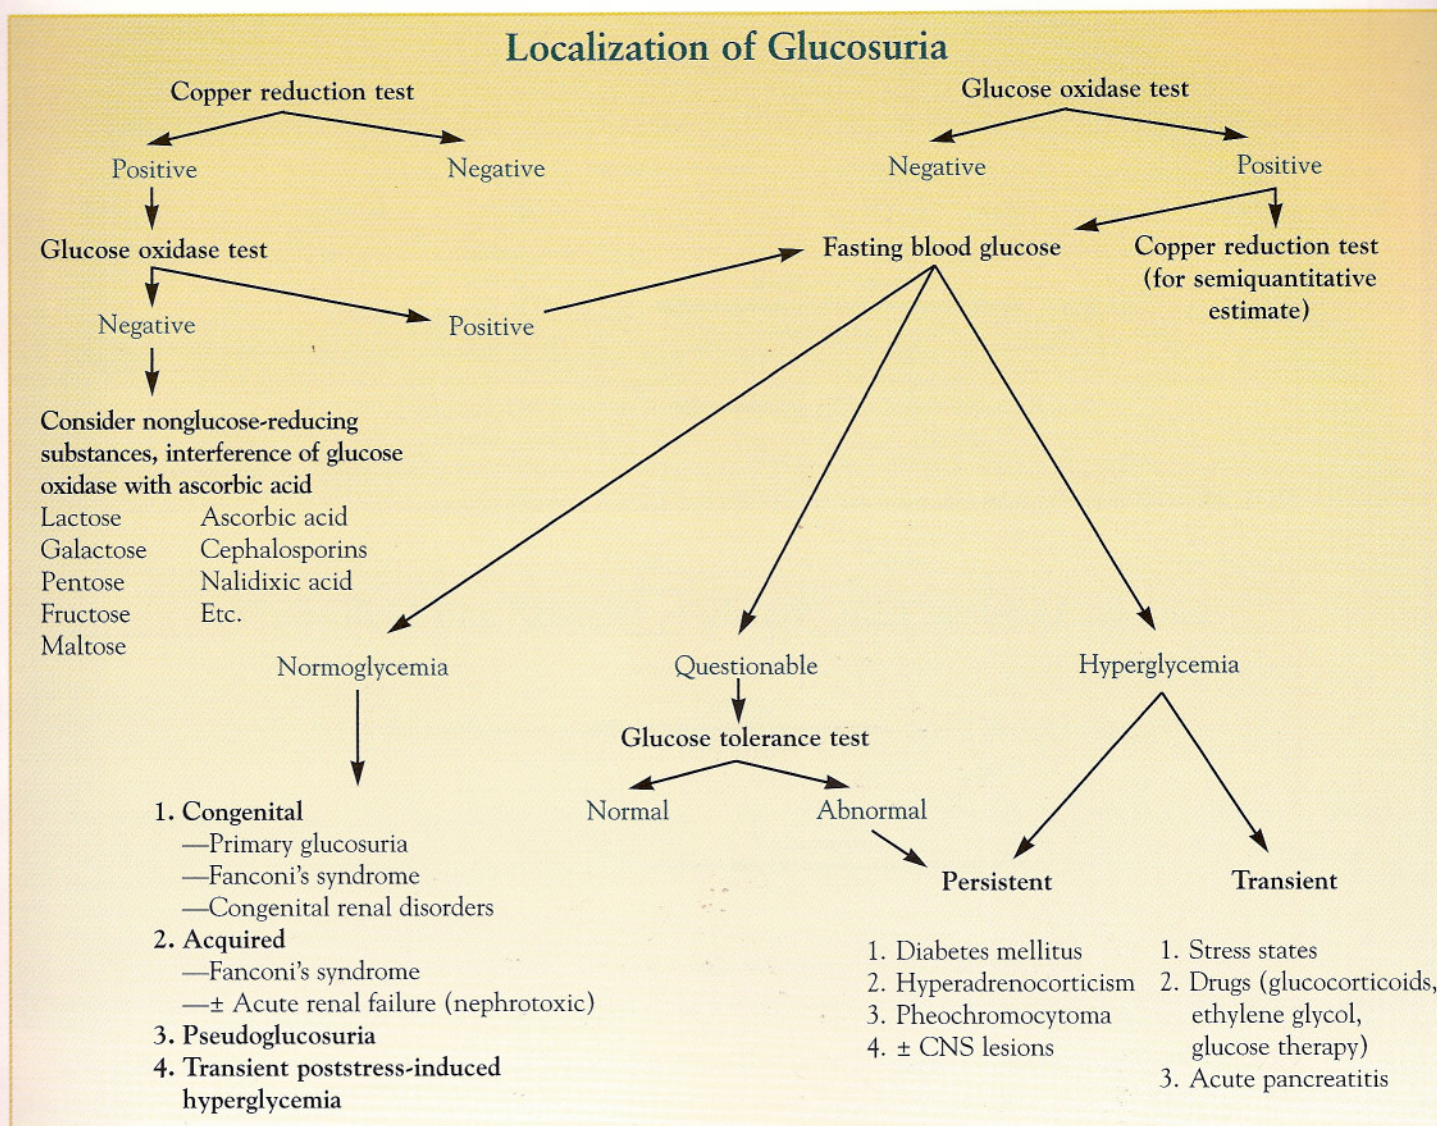 Localization of Glucosuria
Copper reduction test
Positive
Negative
Glucose oxidase test
Negative
Positive
Consider nonglucose-reducing
substances, interference of glucose
oxidase with ascorbic acid
Lactose
Galactose
Pentose
Fructose
Maltose
Ascorbic acid
Cephalosporins
Nalidixic acid
Etc.
Glucose oxidase test
Negative
Positive
Fasting blood glucose
Copper reduction test
(for semiquantitative
estimate)
Normoglycemia
Questionable
Hyperglycemia
1. Congenital
—Primary glucosuria
—Fanconi's syndrome
—Congenital renal disorders
2. Acquired
—Fanconi's syndrome
—± Acute renal failure (nephrotoxic)
3. Pseudoglucosuria
4. Transient poststress-induced
hyperglycemia
Glucose tolerance test
Normal
Abnormal
Persistent
1. Diabetes mellitus
2. Hyperadrenocorticism
3. Pheochromocytoma
4. ± CNS lesions
Transient
1. Stress states
2. Drugs (glucocorticoids,
ethylene glycol,
glucose therapy)
3. Acute pancreatitis